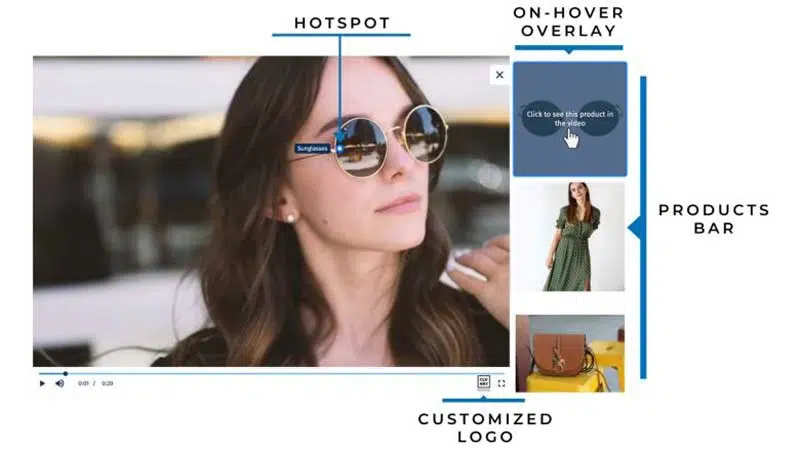 HOTSPOT
ON-HOVER
OVERLAY
Click to see this product in
the video
Sunglasses
PRODUCTS
BAR
0:01 / 0:20
CUSTOMIZED
LOGO